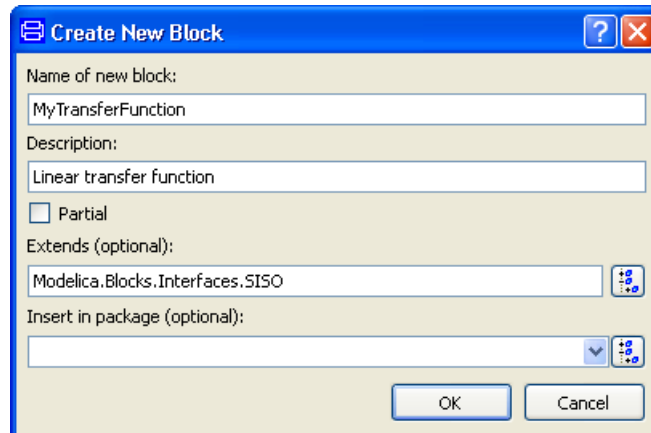 Create New Block
Name of new block:
MyTransferFunction
Description:
Linear transfer function
Partial
Extends (optional):
Modelica.Blocks.Interfaces.SISO
Insert in package (optional):
OK Cancel